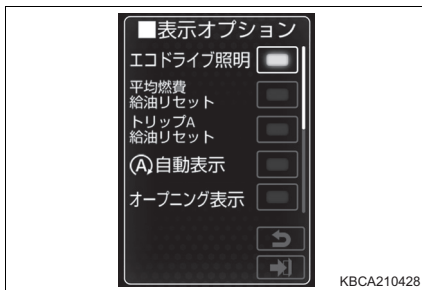 ■表示オプション
エコドライブ照明
平均燃費
給油リセット
トリップA
給油リセット
Ⓐ自動表示
オープニング表示
KBCA210428